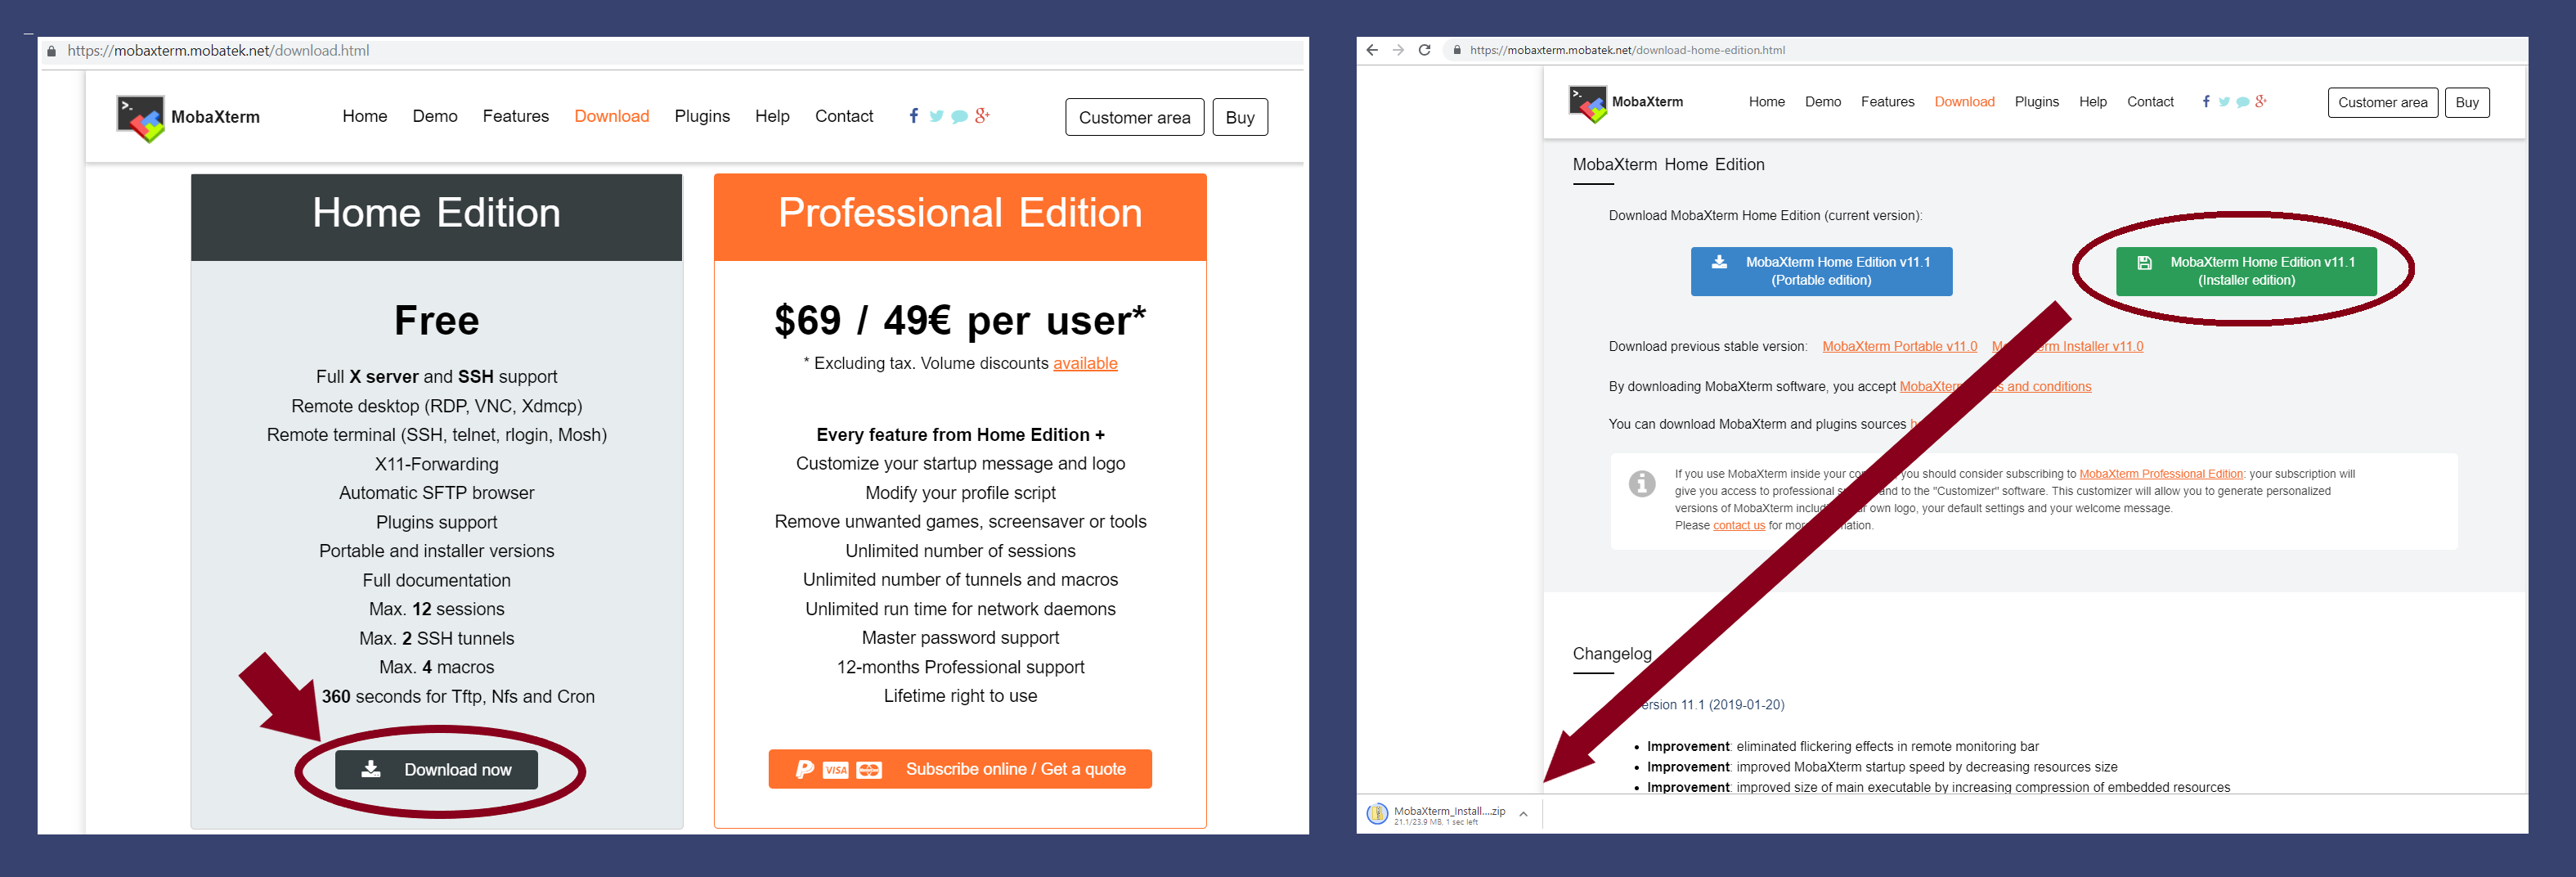 https://mobaxterm.mobatek.net/download.html
MobaXterm Home Demo Features Download Plugins Help Contact Customer area Buy
Home Edition
Free
Full X server and SSH support
Remote desktop (RDP, VNC, Xdmcp)
Remote terminal (SSH, telnet, rlogin, Mosh)
X11-Forwarding
Automatic SFTP browser
Plugins support
Portable and installer versions
Full documentation
Max. 12 sessions
Max. 2 SSH tunnels
Max. 4 macros
360 seconds for Tftp, Nfs and Cron
Download now
Professional Edition
$69 / 49€ per user*
* Excluding tax. Volume discounts available
Every feature from Home Edition +
Customize your startup message and logo
Modify your profile script
Remove unwanted games, screensaver or tools
Unlimited number of sessions
Unlimited number of tunnels and macros
Unlimited run time for network daemons
Master password support
12-months Professional support
Lifetime right to use
VISA Subscribe online / Get a quote
https://mobaxterm.mobatek.net/download-home-edition.html
MobaXterm Home Demo Features Download Plugins Help Contact Customer area Buy
MobaXterm Home Edition
Download MobaXterm Home Edition (current version):
MobaXterm Home Edition v11.1
(Portable edition)
MobaXterm Home Edition v11.1
(Installer edition)
Download previous stable version: MobaXterm Portable v11.0 Installer v11.0
By downloading MobaXterm software, you accept and conditions
You can download MobaXterm and plugins sources
If you use MobaXterm inside your you should consider subscribing to MobaXterm Professional Edition: your subscription will
give you access to professional and to the "Customizer" software. This customizer will allow you to generate personalized
versions of MobaXterm own logo, your default settings and your welcome message.
Please contact us for
Changelog
ersion 11.1 (2019-01-20)
• Improvement: eliminated flickering effects in remote monitoring bar
• Improvement: improved MobaXterm startup speed by decreasing resources size
• Improvement: improved size of main executable by increasing compression of embedded resources
MobaXterm_Install....zip
21.1/23.9 MB, 1 sec left